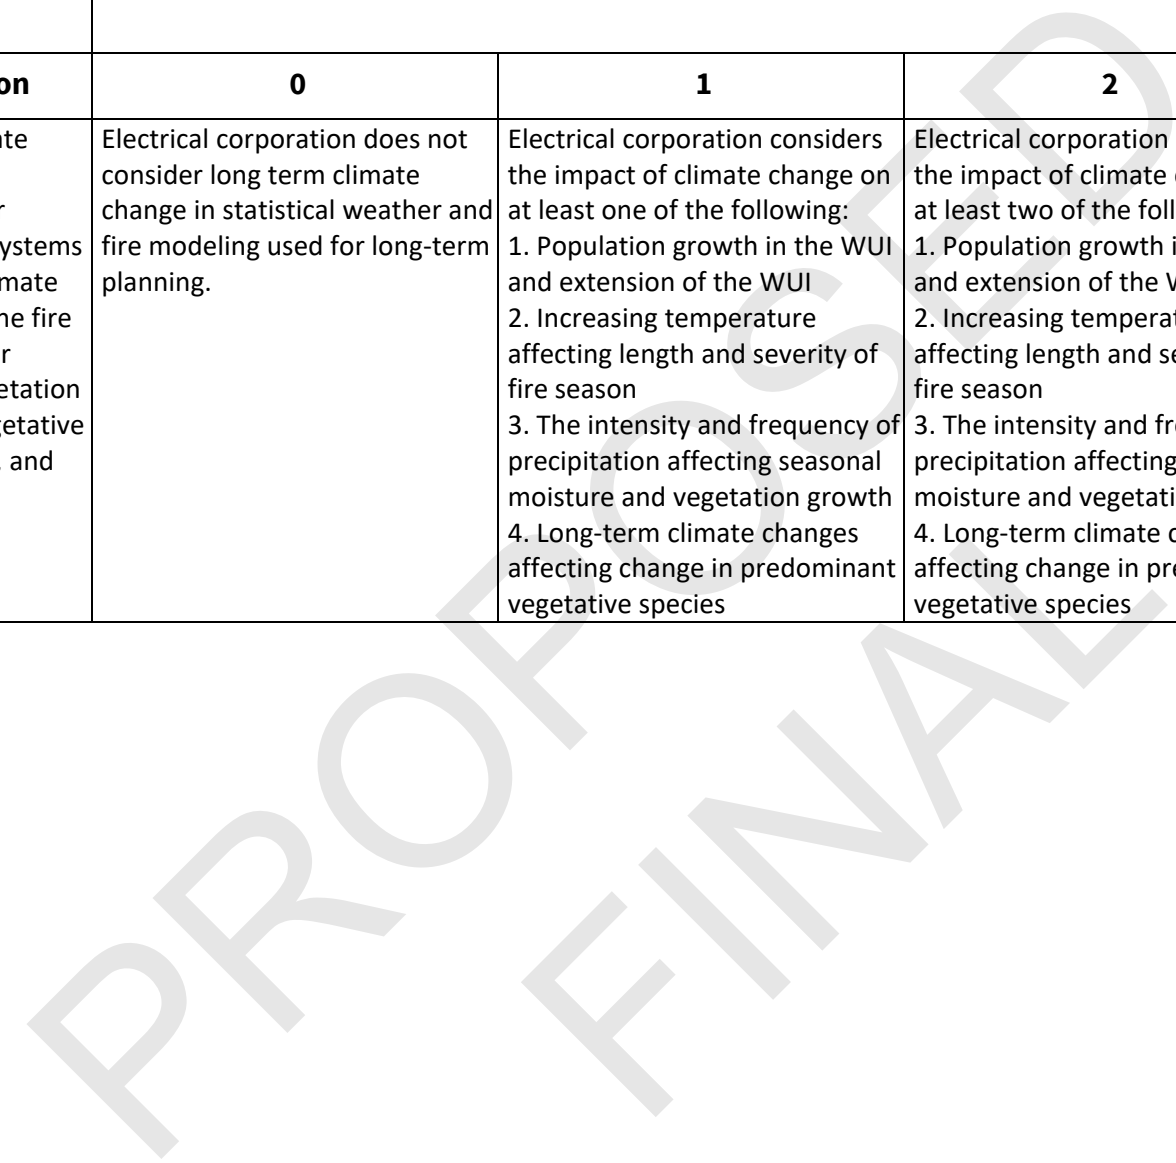 on
0
1
2
ate
r
ystems
mate
ne fire
r
etation
getative
. and
Electrical corporation does not
consider long term climate
change in statistical weather and
fire modeling used for long-term
planning.
Electrical corporation considers
the impact of climate change on
at least one of the following:
1. Population growth in the WUI
and extension of the WUI
2. Increasing temperature
affecting length and severity of
fire season
3. The intensity and frequency of
precipitation affecting seasonal
moisture and vegetation growth
4. Long-term climate changes
affecting change in predominant
vegetative species
Electrical corporation
the impact of climate
at least two of the foll
1. Population growth i
and extension of the
2. Increasing temperat
affecting length and se
fire season
3. The intensity and fre
precipitation affecting
moisture and vegetati
4. Long-term climate c
affecting change in pre
vegetative species
PROPOSED
FINAL